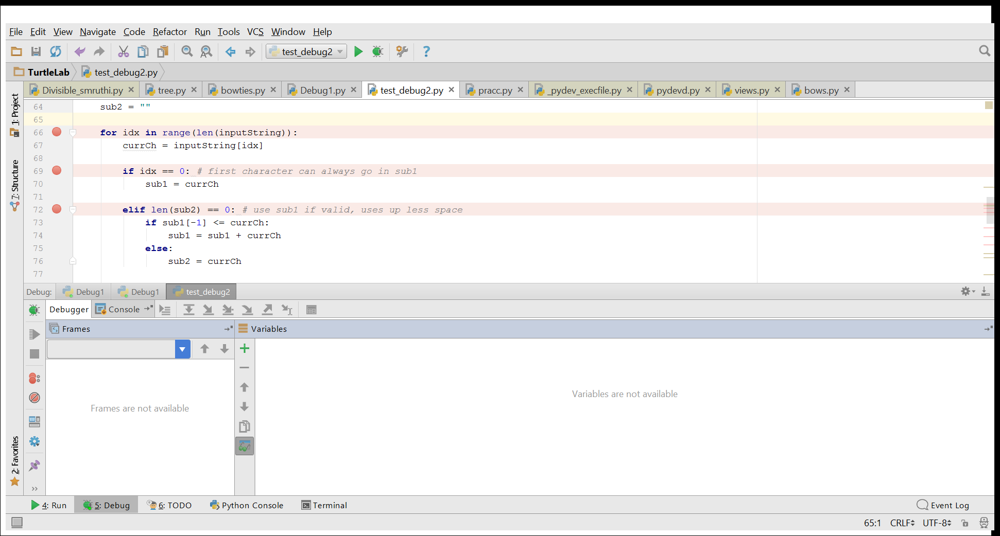 File Edit View Navigate Code Refactor Run Tools VCS Window Help
test_debug2
TurtleLab test_debug2.py
Divisible_smruthi.py tree.py bowties.py Debug1.py test_debug2.py pracc.py _pydev_execfile.py pydevd.py views.py bows.py
1: Project
7: Structure
2: Favorites
64 sub2 = ""
65
66 for idx in range(len(inputString)):
67 currCh = inputString[idx]
68
69 if idx == 0: # first character can always go in sub1
70 sub1 = currCh
71
72 elif len(sub2) == 0: # use sub1 if valid, uses up less space
73 if sub1[-1] <= currCh:
74 sub1 = sub1 + currCh
75 else:
76 sub2 = currCh
77
Debug: Debug1 Debug1 test_debug2
Debugger Console
Frames Variables
Frames are not available
Variables are not available
4: Run 5: Debug 6: TODO Python Console Terminal Event Log
65:1 CRLF UTF-8